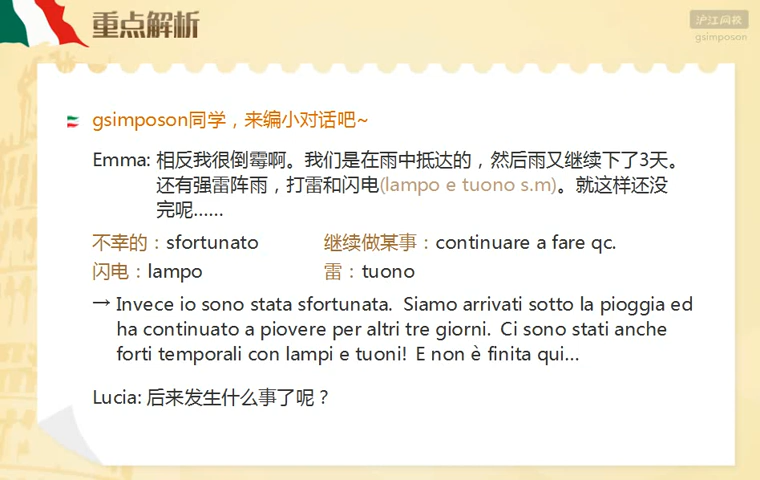 重点解析
沪江网校
gsimposon
gsimposon同学，来编小对话吧~
Emma: 相反我很倒霉啊。我们是在雨中抵达的，然后雨又继续下了3天。
还有强雷阵雨，打雷和闪电(lampo e tuono s.m)。就这样还没
完呢......
不幸的：sfortunato 继续做某事：continuare a fare qc.
闪电：lampo 雷：tuono
→ Invece io sono stata sfortunata. Siamo arrivati sotto la pioggia ed
ha continuato a piovere per altri tre giorni. Ci sono stati anche
forti temporali con lampi e tuoni! E non è finita qui...
Lucia: 后来发生什么事了呢？